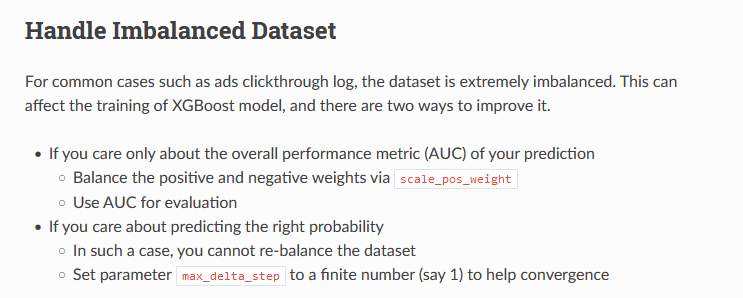 Handle Imbalanced Dataset
For common cases such as ads clickthrough log, the dataset is extremely imbalanced. This can
affect the training of XGBoost model, and there are two ways to improve it.
• If you care only about the overall performance metric (AUC) of your prediction
○ Balance the positive and negative weights via scale_pos_weight
○ Use AUC for evaluation
• If you care about predicting the right probability
○ In such a case, you cannot re-balance the dataset
○ Set parameter max_delta_step to a finite number (say 1) to help convergence